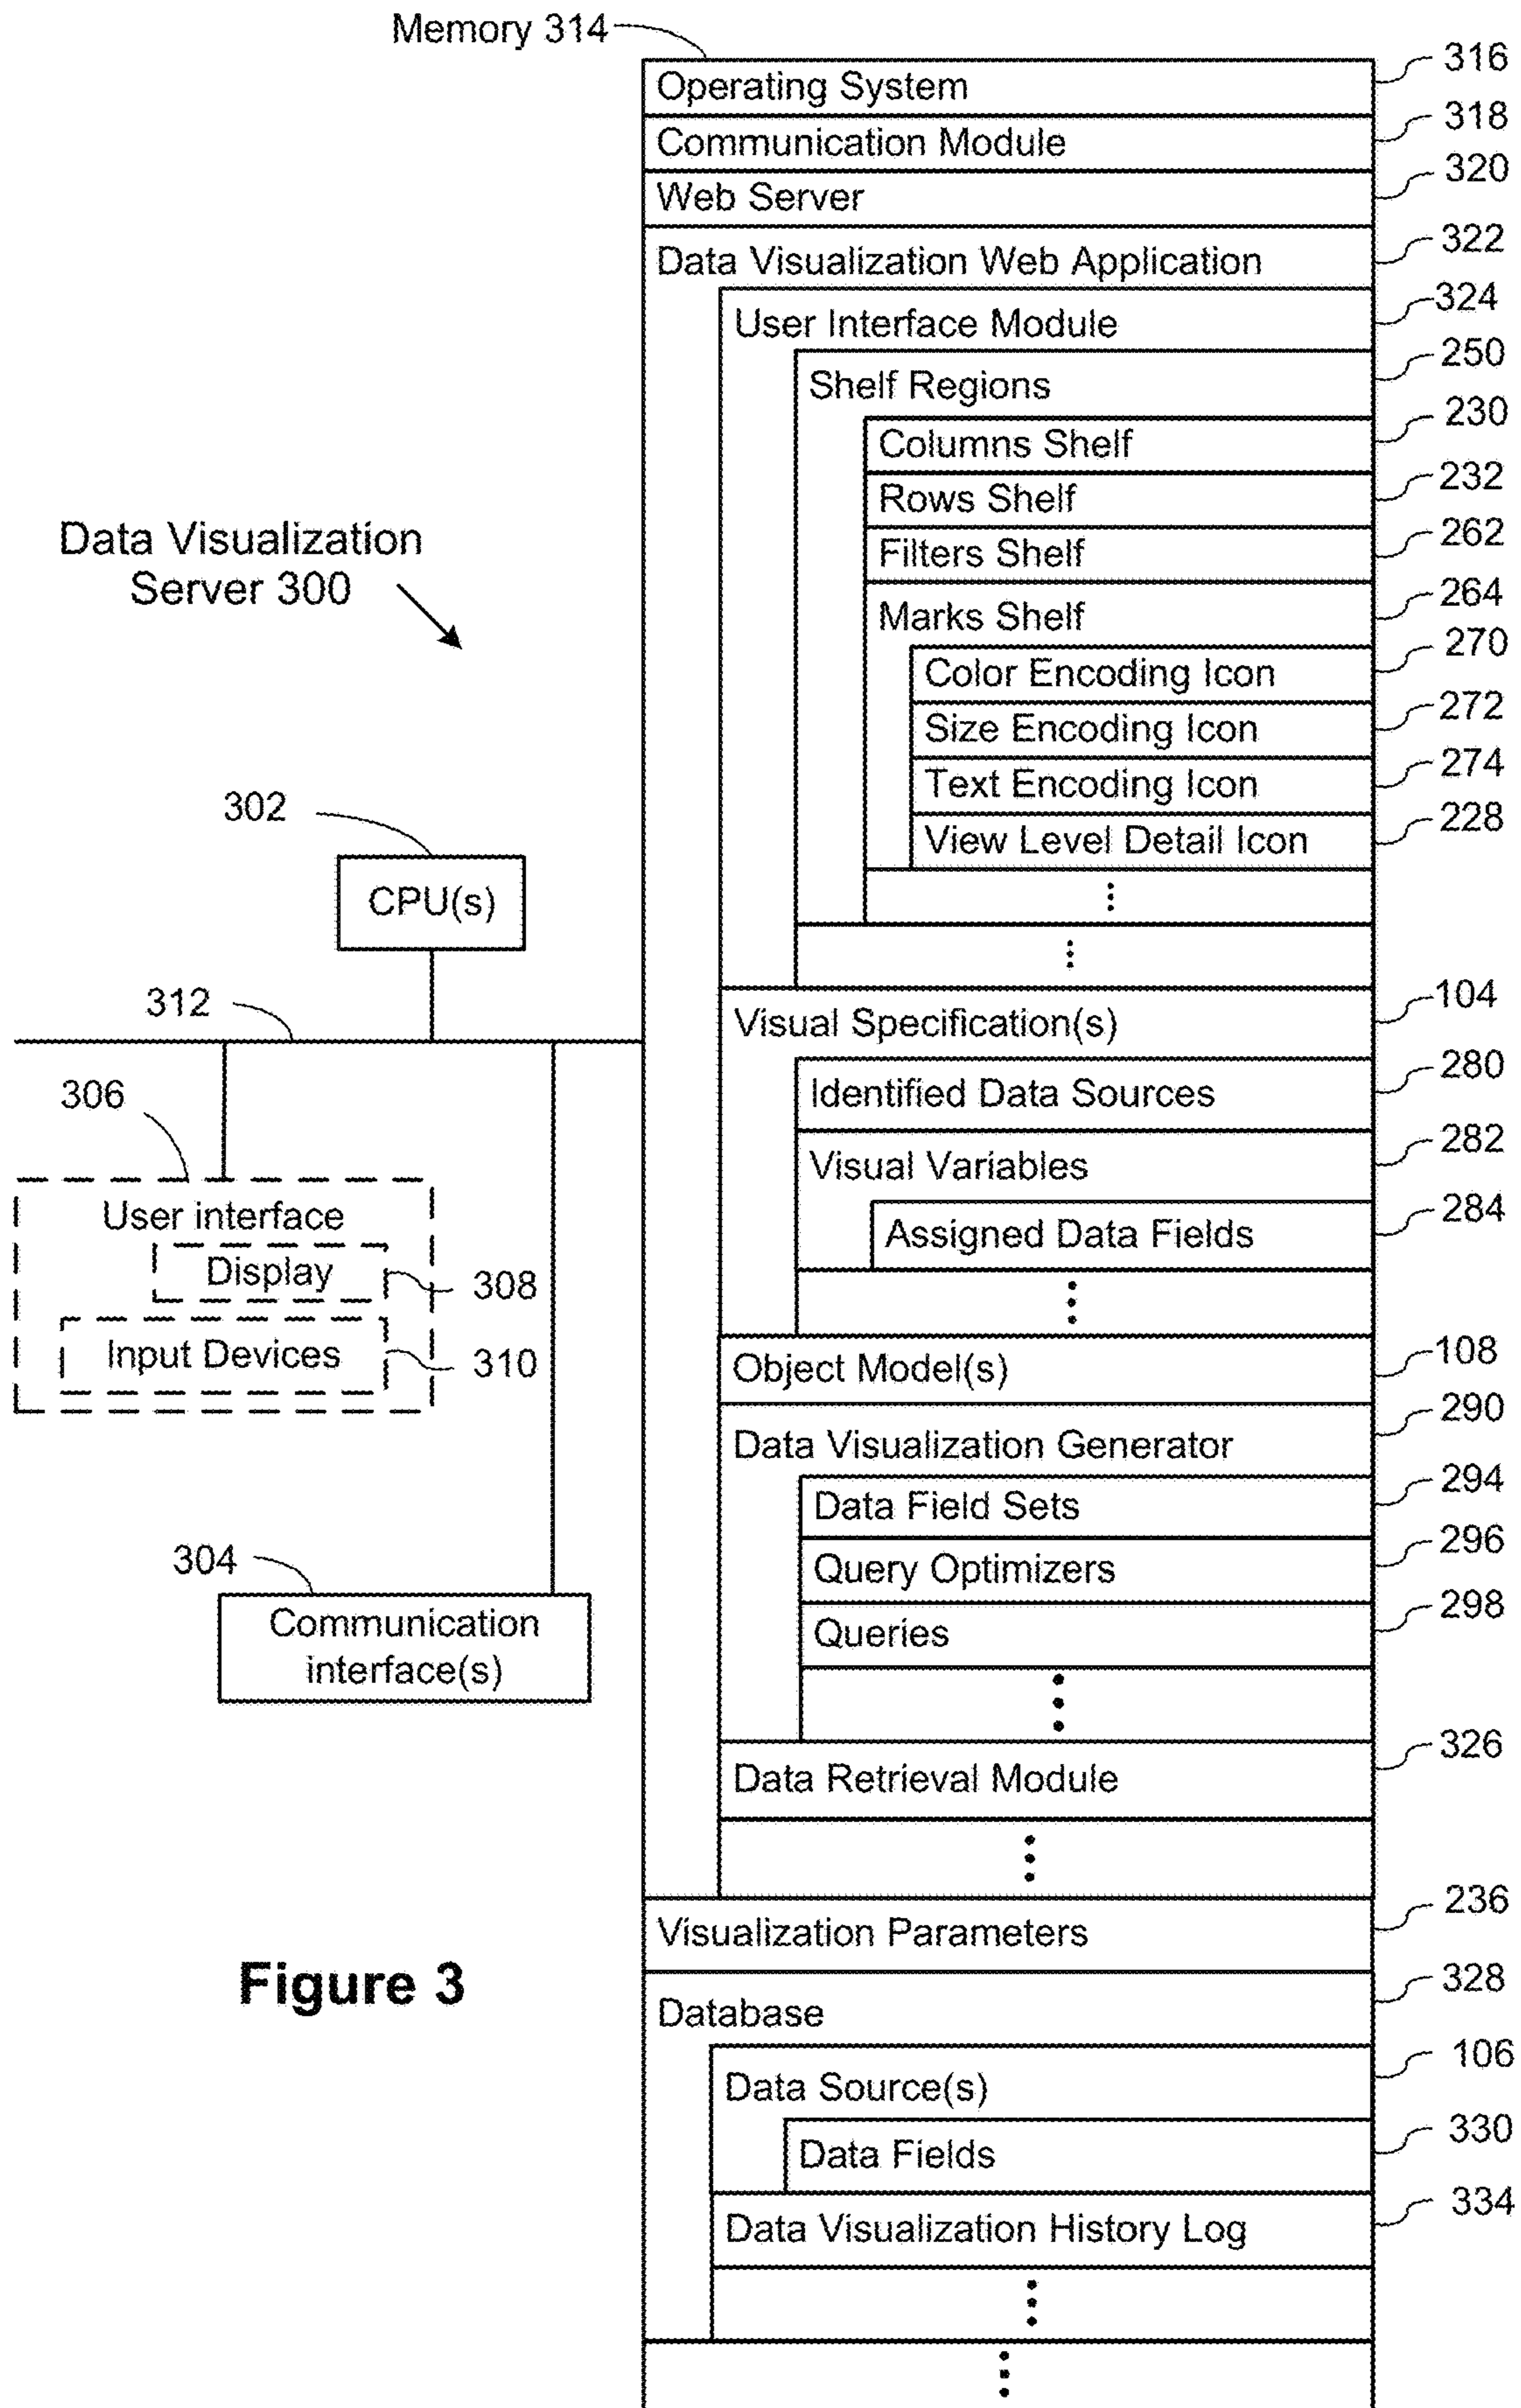 Memory 314
Operating System 316
Communication Module 318
Web Server 320
Data Visualization Web Application 322
User Interface Module 324
Shelf Regions 250
Columns Shelf 230
Rows Shelf 232
Filters Shelf 262
Marks Shelf 264
Color Encoding Icon 270
Size Encoding Icon 272
Text Encoding Icon 274
View Level Detail Icon 228
Visual Specification(s) 104
Identified Data Sources 280
Visual Variables 282
Assigned Data Fields 284
Object Model(s) 108
Data Visualization Generator 290
Data Field Sets 294
Query Optimizers 296
Queries 298
Data Retrieval Module 326
Visualization Parameters 236
Database 328
Data Source(s) 106
Data Fields 330
Data Visualization History Log 334
Data Visualization
Server 300
302
CPU(s)
312
306
User interface
Display 308
Input Devices 310
304
Communication
interface(s)
Figure 3